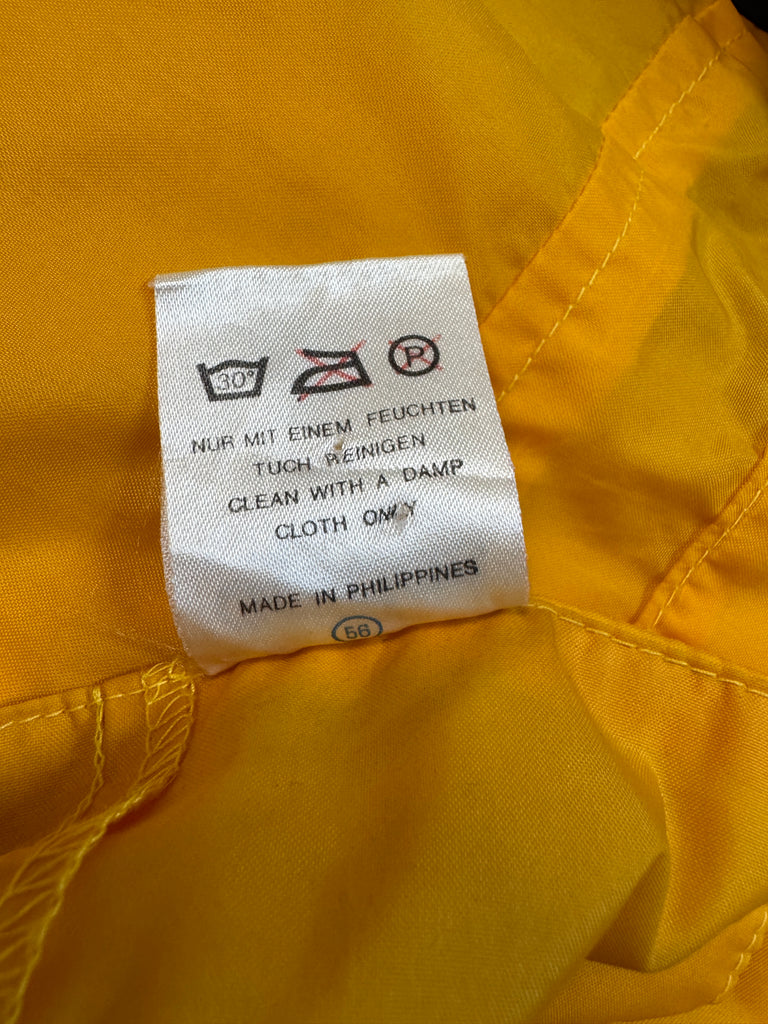 30° P
NUR MIT EINEM FEUCHTEN
TUCH REINIGEN
CLEAN WITH A DAMP
CLOTH ONLY
MADE IN PHILIPPINES
56